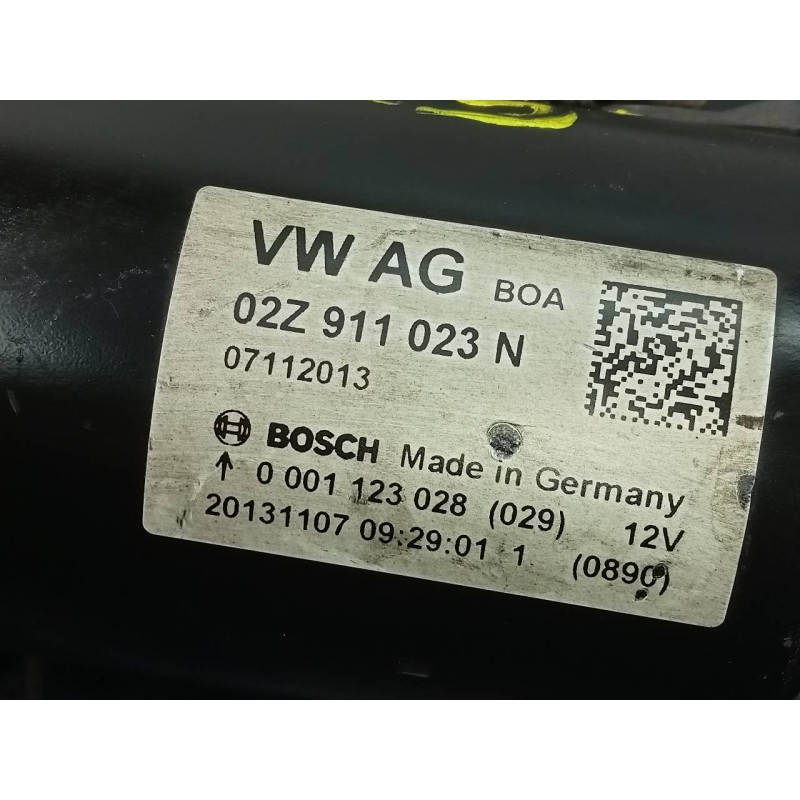 VW AG BOA
02Z 911 023 N
07112013
BOSCH Made in Germany
↑ 0 001 123 028 (029) 12V
20131107 09:29:01 1 (0890)